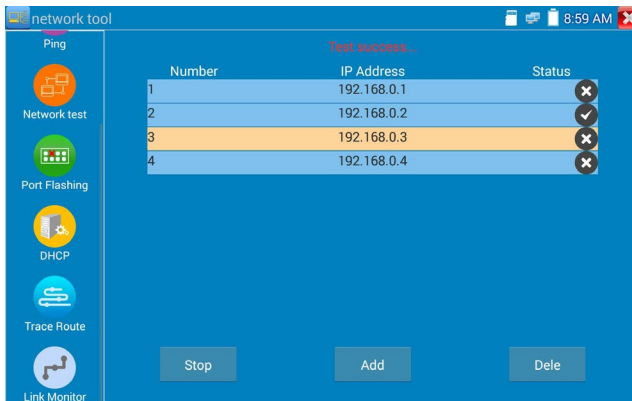 network tool
8:59 AM
Ping
Network test
Port Flashing
DHCP
Trace Route
Link Monitor
Test success...
Number IP Address Status
1 192.168.0.1
2 192.168.0.2
3 192.168.0.3
4 192.168.0.4
Stop Add Dele